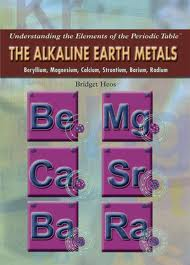 Understanding the Elements of the Periodic Table™
THE ALKALINE EARTH METALS
Beryllium, Magnesium, Calcium, Strontium, Barium, Radium
Bridget Heos
Be Mg
Ca Sr
Ba Ra